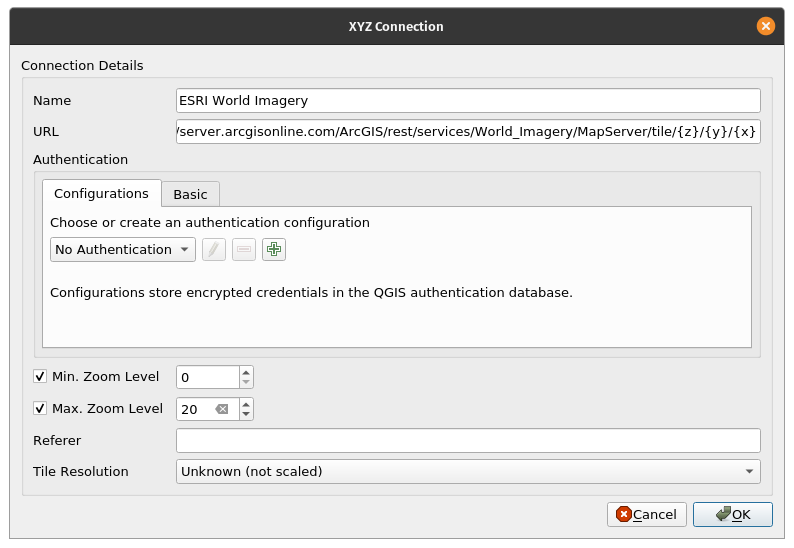 XYZ Connection
Connection Details
Name ESRI World Imagery
URL /server.arcgisonline.com/ArcGIS/rest/services/World_Imagery/MapServer/tile/{z}/{y}/{x}
Authentication
Configurations Basic
Choose or create an authentication configuration
No Authentication
Configurations store encrypted credentials in the QGIS authentication database.
Min. Zoom Level 0
Max. Zoom Level 20
Referer
Tile Resolution Unknown (not scaled)
Cancel OK